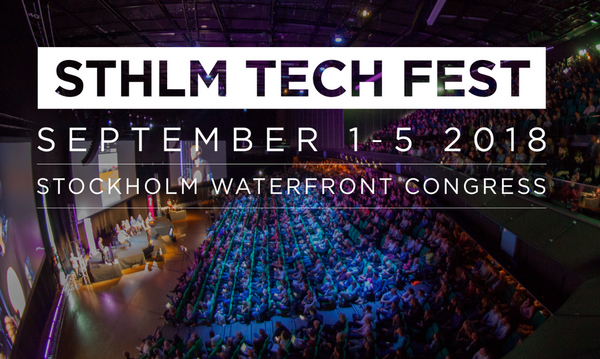 STHLM TECH FEST
SEPTEMBER 1-5 2018
STOCKHOLM WATERFRONT CONGRESS